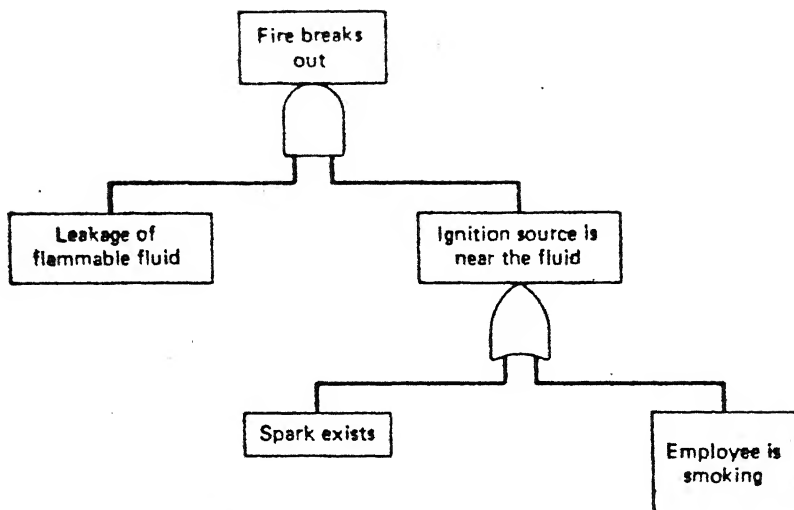 Fire breaks
out
Leakage of
flammable fluid
Ignition source is
near the fluid
Spark exists
Employee is
smoking